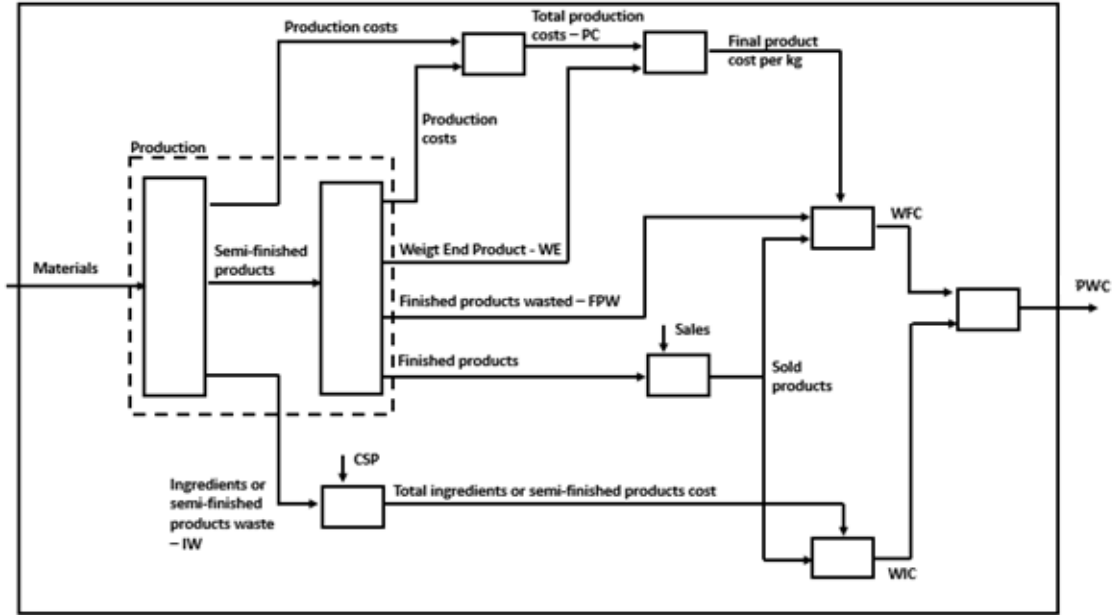 Production costs
Total production
costs – PC
Final product
cost per kg
Production
costs
Production
Semi-finished
products
Materials
Weigt End Product - WE
WFC
Finished products wasted – FPW
PWC
Sales
Finished products
Sold
products
CSP
Ingredients or
semi-finished
products waste
– IW
Total ingredients or semi-finished products cost
WIC